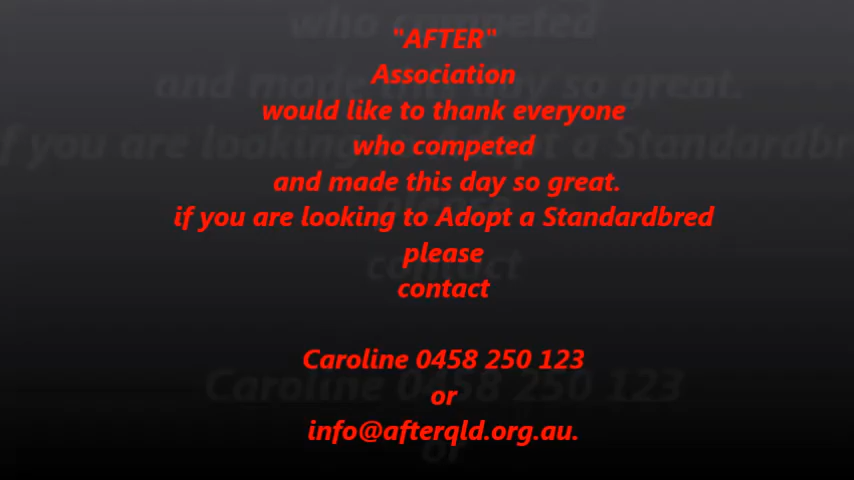 "AFTER"
Association
would like to thank everyone
who competed
and made this day so great.
if you are looking to Adopt a Standardbred
please
contact
Caroline 0458 250 123
or
info@afterqld.org.au.